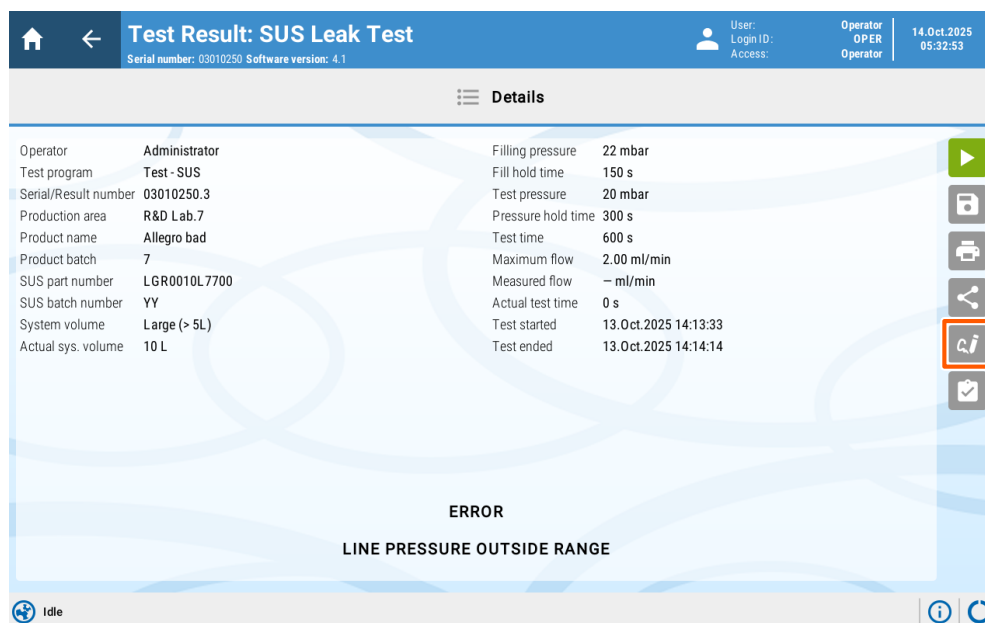 Test Result: SUS Leak Test
Serial number: 03010250 Software version: 4.1
User: Operator
Login ID: OPER
Access: Operator
14.Oct.2025
05:32:53
Details
Operator Administrator
Test program Test - SUS
Serial/Result number 03010250.3
Production area R&D Lab.7
Product name Allegro bad
Product batch 7
SUS part number LGR0010L7700
SUS batch number YY
System volume Large (> 5L)
Actual sys. volume 10 L
Filling pressure 22 mbar
Fill hold time 150 s
Test pressure 20 mbar
Pressure hold time 300 s
Test time 600 s
Maximum flow 2.00 ml/min
Measured flow — ml/min
Actual test time 0 s
Test started 13.Oct.2025 14:13:33
Test ended 13.Oct.2025 14:14:14
ERROR
LINE PRESSURE OUTSIDE RANGE
Idle